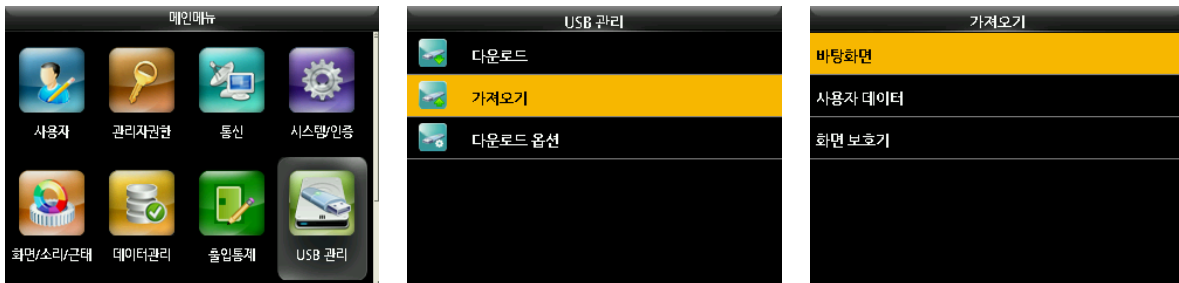 메인메뉴
사용자
관리자권한
통신
시스템/인증
화면/소리/근태
데이터관리
출입통제
USB 관리
USB 관리
다운로드
가져오기
다운로드 옵션
가져오기
바탕화면
사용자 데이터
화면 보호기